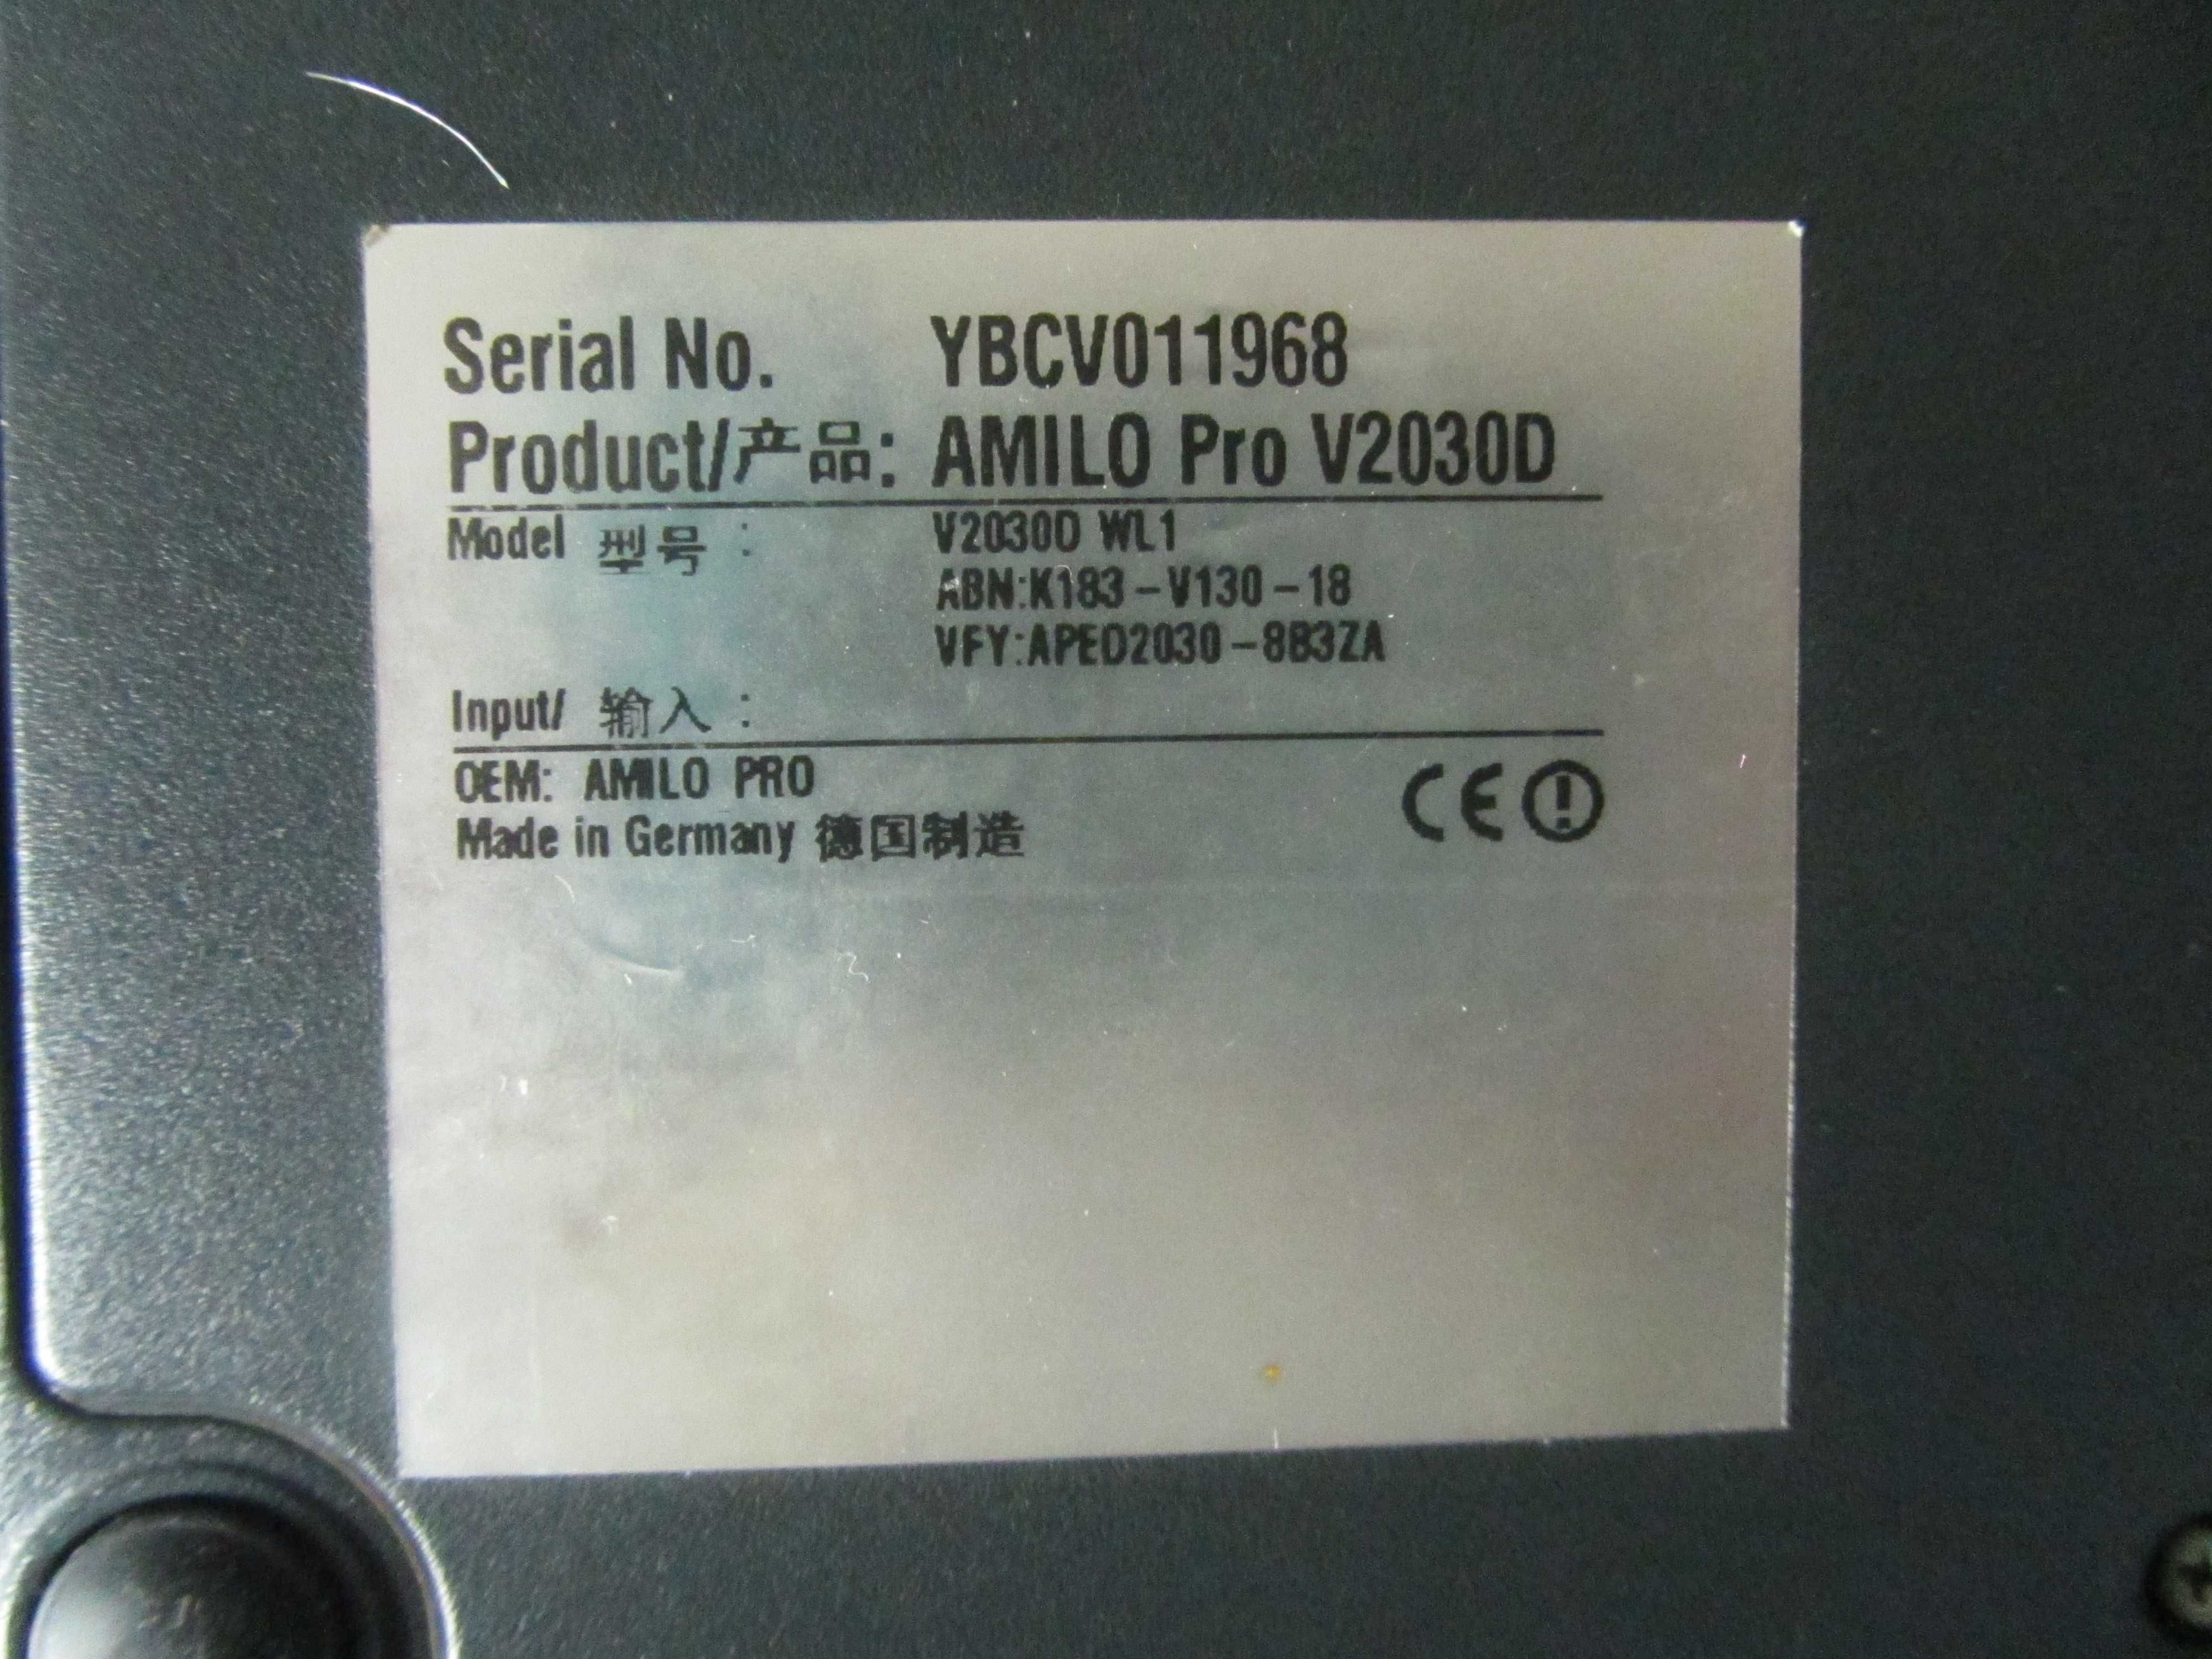 Serial No. YBCV011968
Product/产品: AMILO Pro V2030D
Model 型号 : V2030D WL1
ABN:K183-V130-18
VFY:APED2030-8B3ZA
Input/ 输入 :
OEM: AMILO PRO
CE
Made in Germany 德国制造